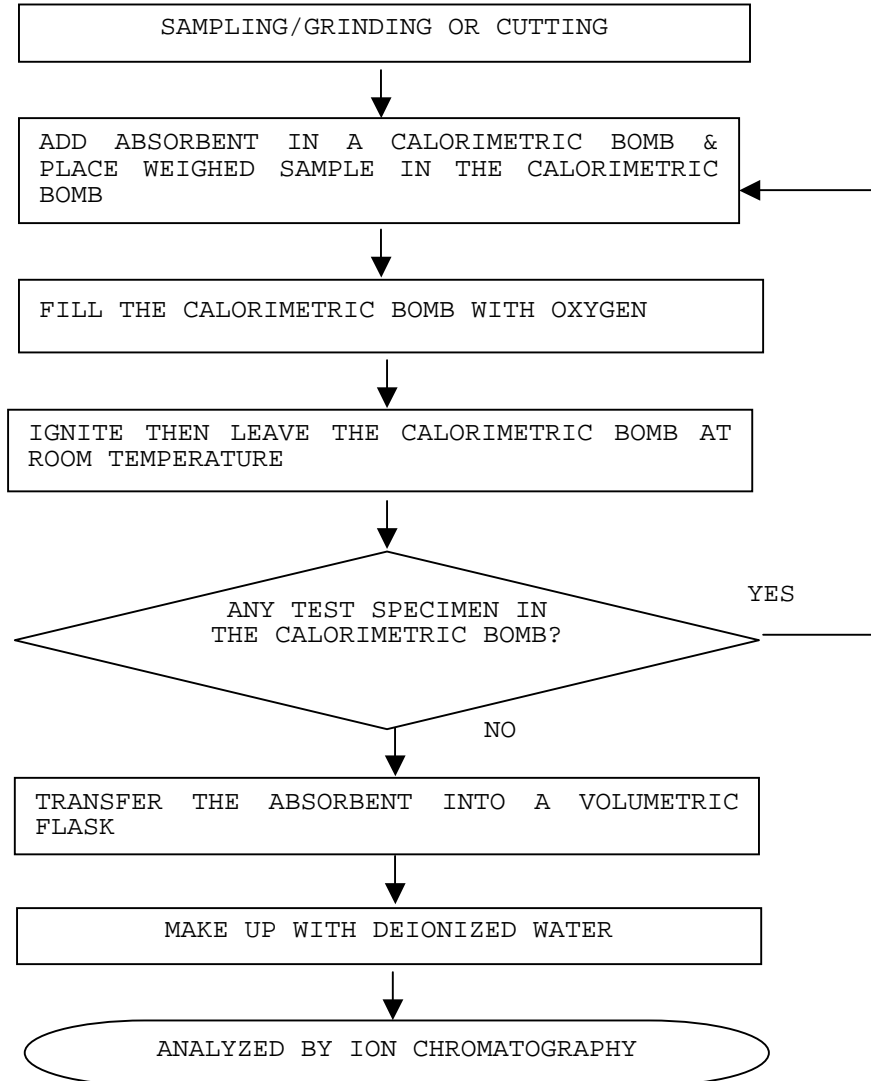 SAMPLING/GRINDING OR CUTTING
ADD ABSORBENT IN A CALORIMETRIC BOMB &
PLACE WEIGHED SAMPLE IN THE CALORIMETRIC
BOMB
FILL THE CALORIMETRIC BOMB WITH OXYGEN
IGNITE THEN LEAVE THE CALORIMETRIC BOMB AT
ROOM TEMPERATURE
YES
ANY TEST SPECIMEN IN
THE CALORIMETRIC BOMB?
NO
TRANSFER THE ABSORBENT INTO A VOLUMETRIC
FLASK
MAKE UP WITH DEIONIZED WATER
ANALYZED BY ION CHROMATOGRAPHY